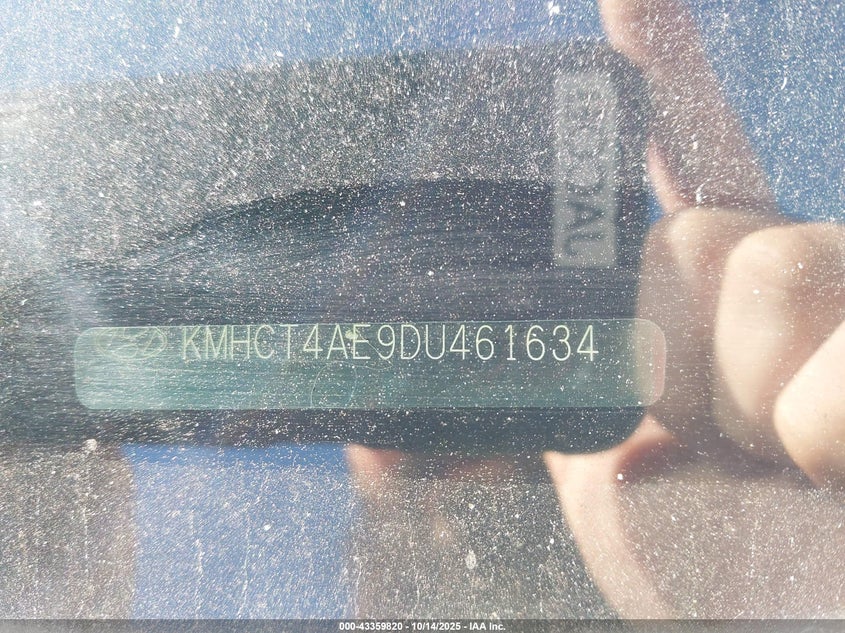 KMHCT4AE9DU461634
000-43359820 - 10/14/2025 - IAA Inc.